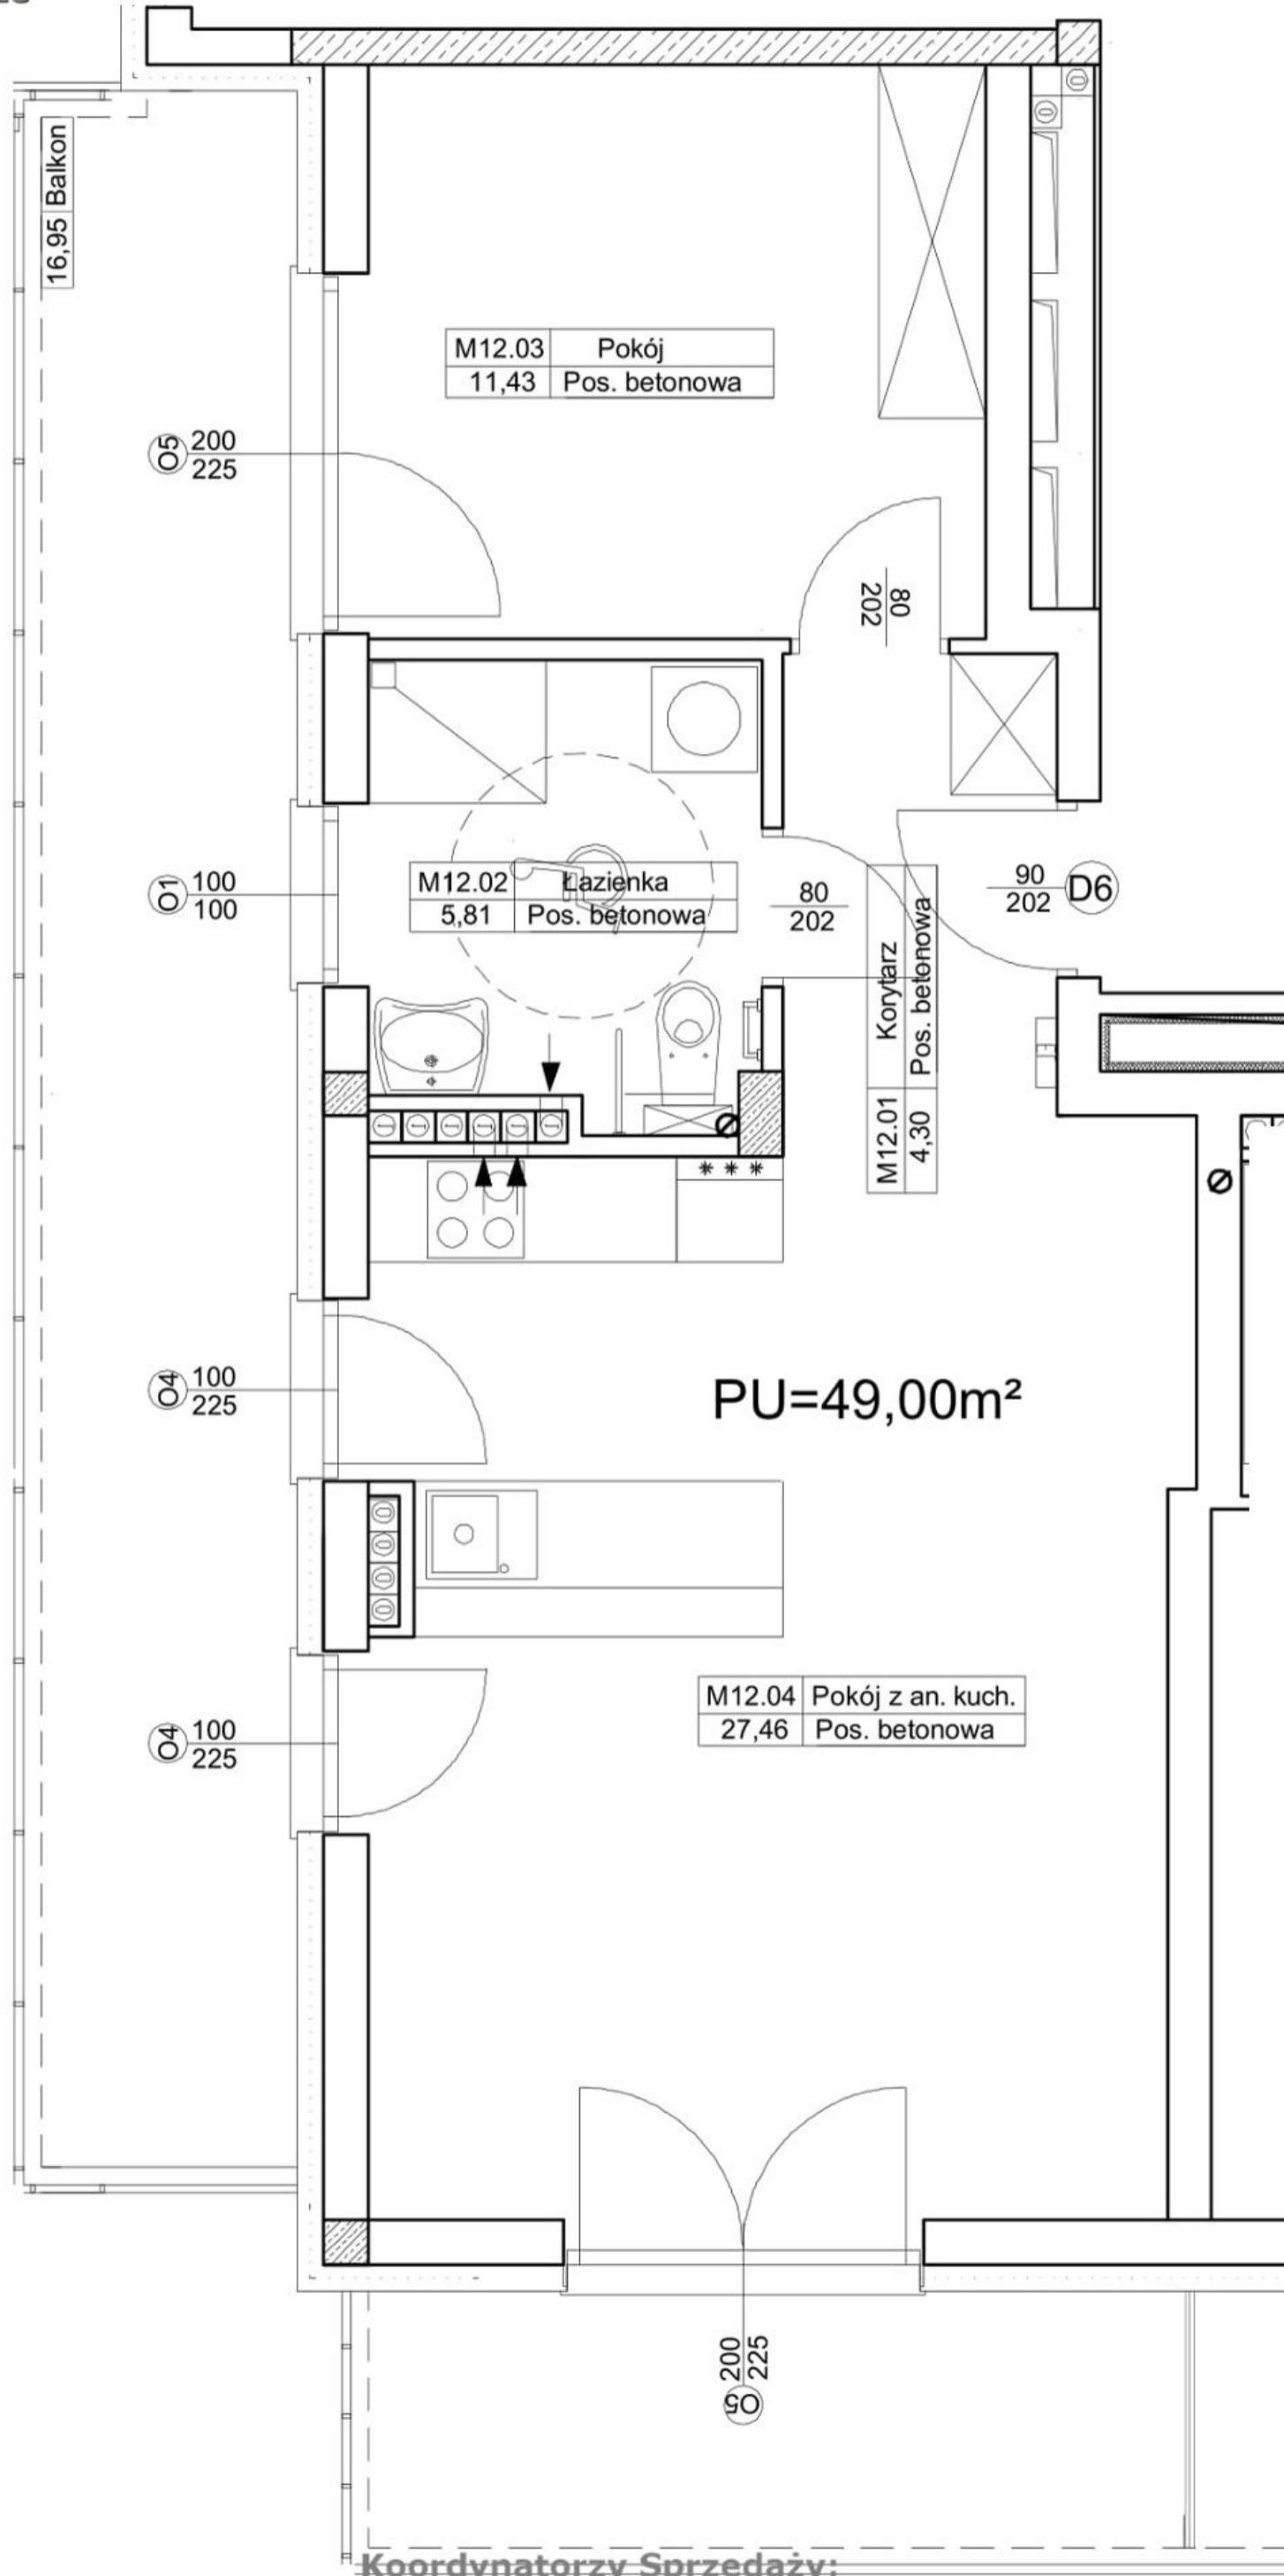 16,95 Balkon
M12.03 Pokój
11,43 Pos. betonowa
O5 200
225
80
202
M12.02 Łazienka
5,81 Pos. betonowa
O1 100
100
80
202
90
202 D6
M12.01 Korytarz
4,30 Pos. betonowa
O4 100
225
PU=49,00m²
M12.04 Pokój z an. kuch.
27,46 Pos. betonowa
O4 100
225
200
225
O5
Koordynatorzy Sprzedaży: